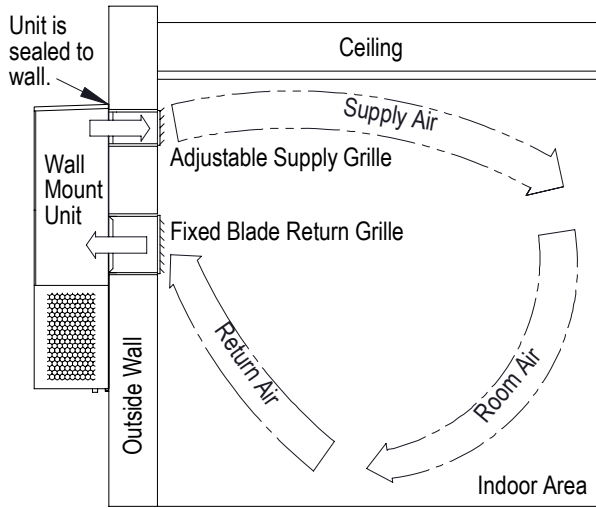 Unit is
sealed to
wall.
Ceiling
Supply Air
Adjustable Supply Grille
Wall
Mount
Unit
Fixed Blade Return Grille
Return Air
Room Air
Outside Wall
Indoor Area